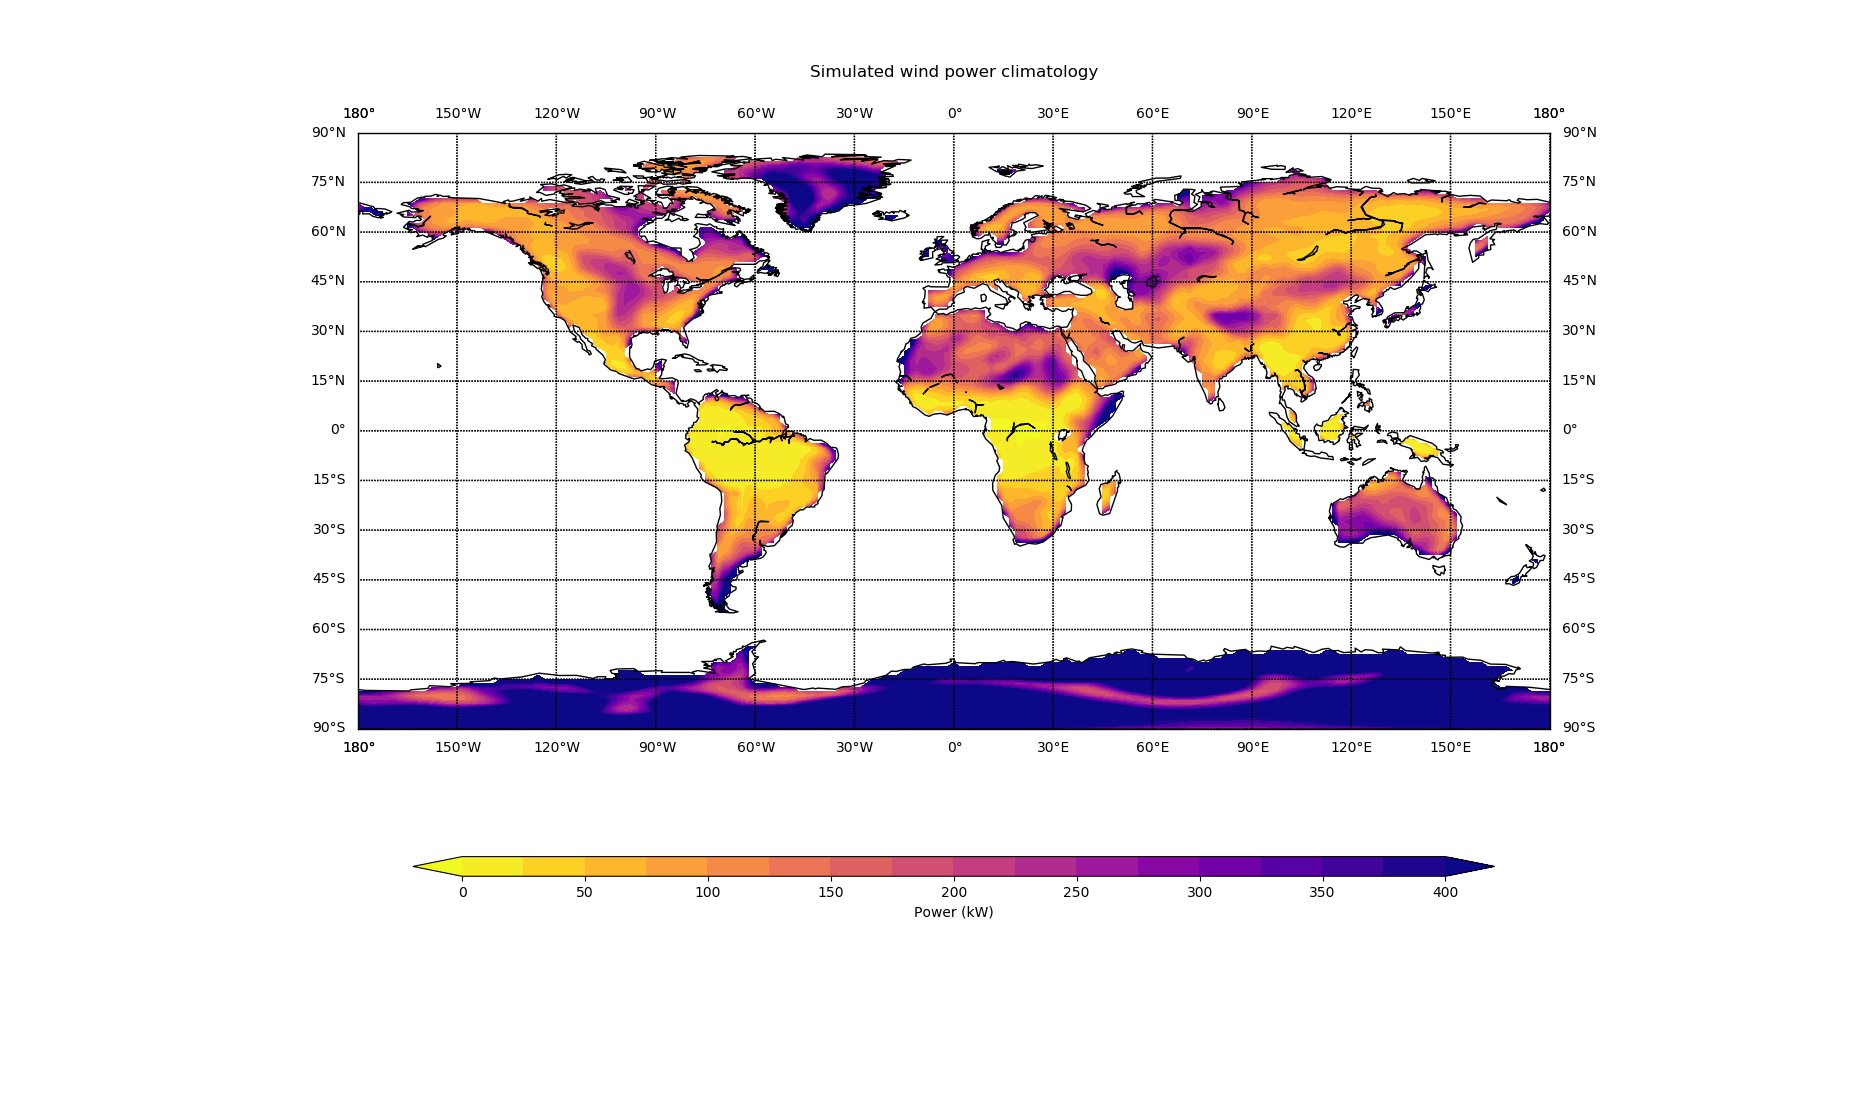 Simulated wind power climatology
180° 150°W 120°W 90°W 60°W 30°W 0° 30°E 60°E 90°E 120°E 150°E 180°
90°N 90°N
75°N 75°N
60°N 60°N
45°N 45°N
30°N 30°N
15°N 15°N
0° 0°
15°S 15°S
30°S 30°S
45°S 45°S
60°S 60°S
75°S 75°S
90°S 90°S
180° 150°W 120°W 90°W 60°W 30°W 0° 30°E 60°E 90°E 120°E 150°E 180°
0 50 100 150 200 250 300 350 400
Power (kW)